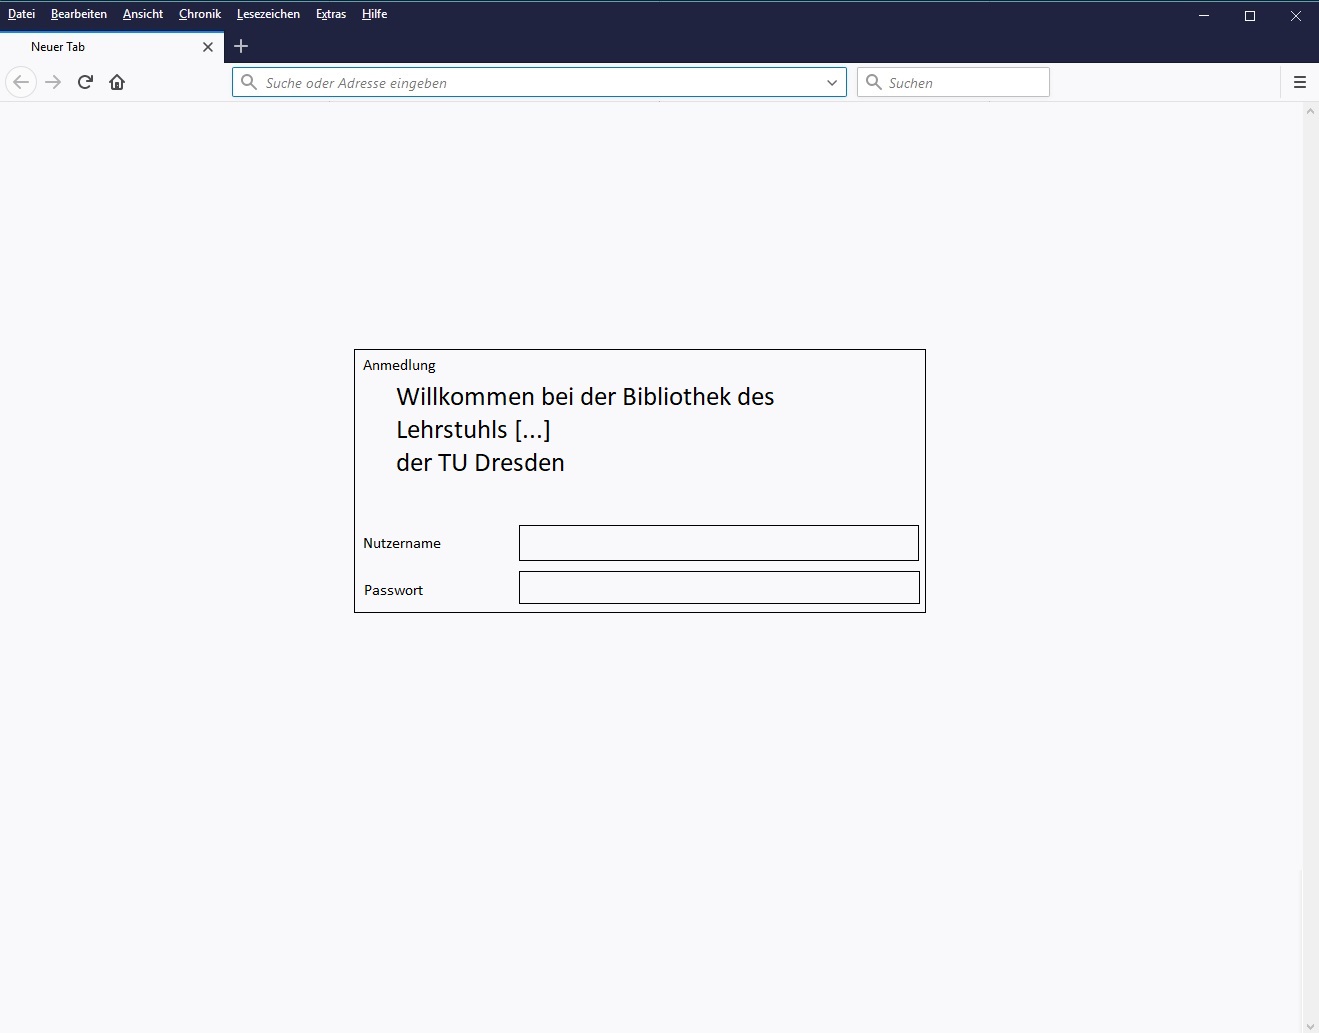 Datei Bearbeiten Ansicht Chronik Lesezeichen Extras Hilfe
Neuer Tab
Suche oder Adresse eingeben Suchen
Anmedlung
Willkommen bei der Bibliothek des
Lehrstuhls [...]
der TU Dresden
Nutzername
Passwort